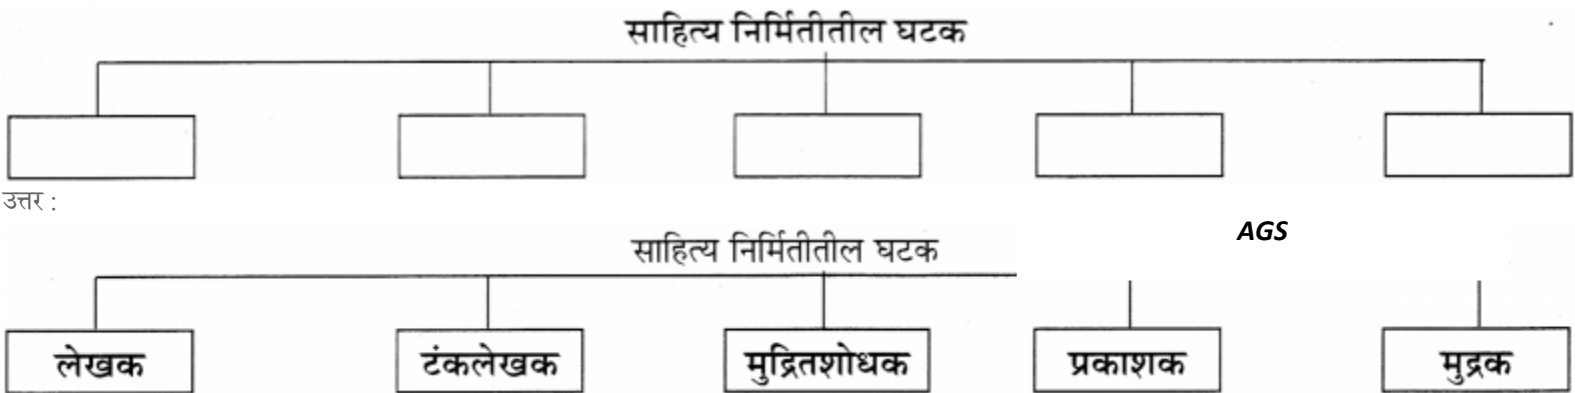 साहित्य निर्मितीतील घटक
उत्तर :
AGS
साहित्य निर्मितीतील घटक
लेखक टंकलेखक मुद्रितशोधक प्रकाशक मुद्रक